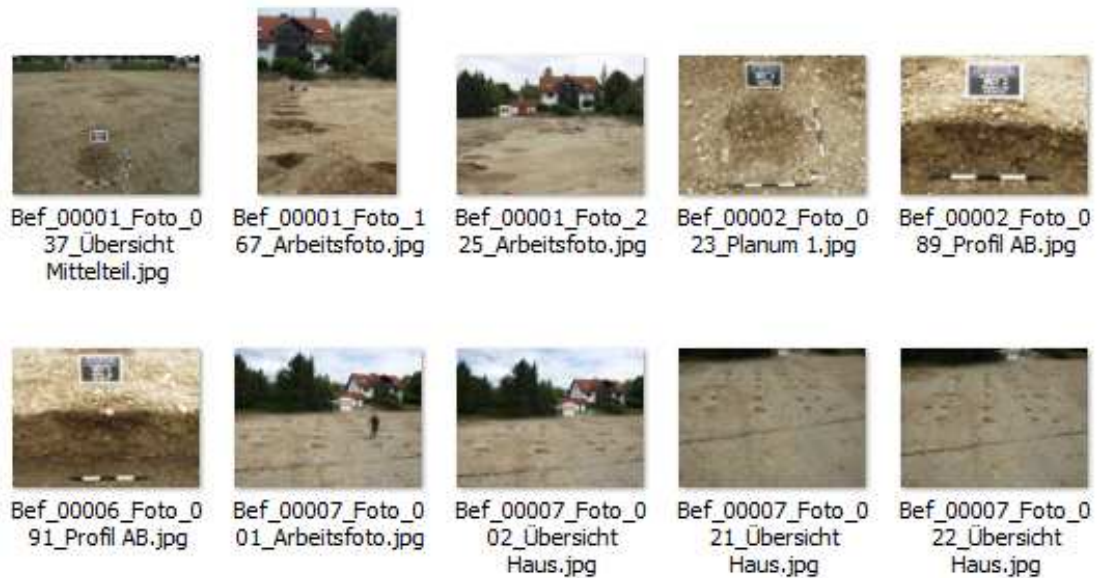 Bef_00001_Foto_0
37_Übersicht
Mittelteil.jpg
Bef_00001_Foto_1
67_Arbeitsfoto.jpg
Bef_00001_Foto_2
25_Arbeitsfoto.jpg
Bef_00002_Foto_0
23_Planum 1.jpg
Bef_00002_Foto_0
89_Profil AB.jpg
Bef_00006_Foto_0
91_Profil AB.jpg
Bef_00007_Foto_0
01_Arbeitsfoto.jpg
Bef_00007_Foto_0
02_Übersicht
Haus.jpg
Bef_00007_Foto_0
21_Übersicht
Haus.jpg
Bef_00007_Foto_0
22_Übersicht
Haus.jpg